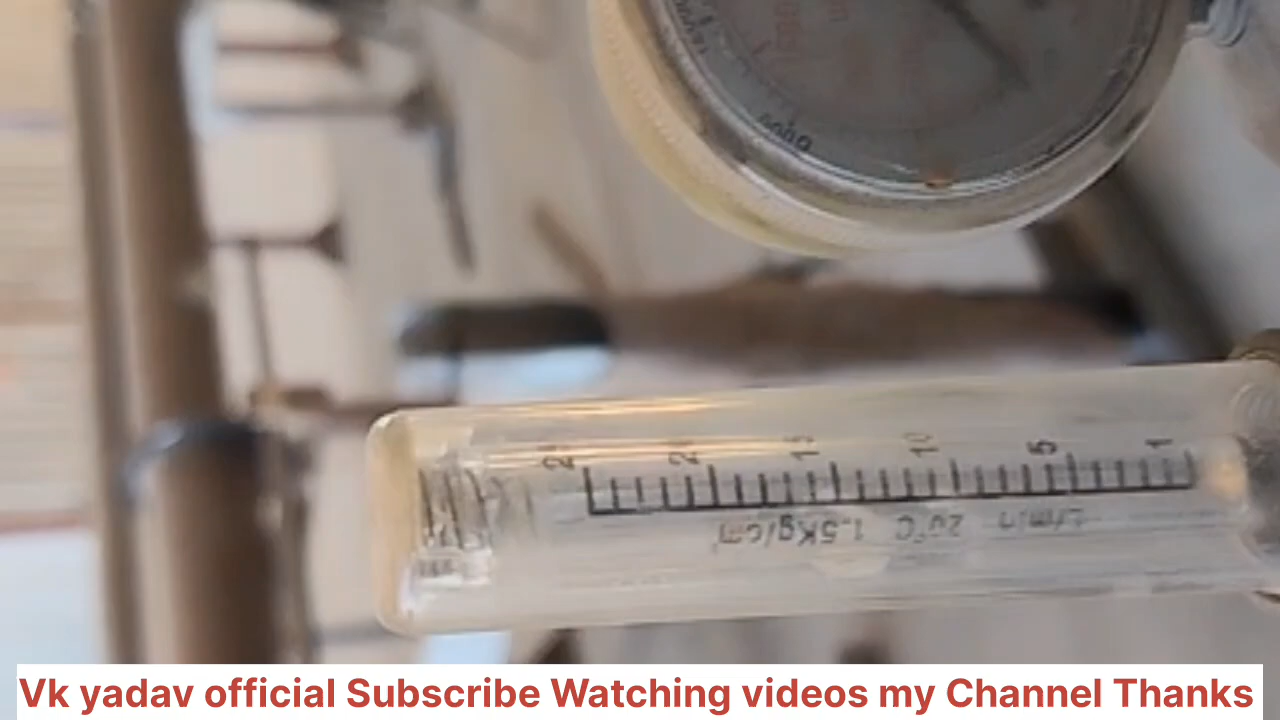 25 20 15 10 5 1
L/min 20°C 1.5Kg/cm²
Vk yadav official Subscribe Watching videos my Channel Thanks